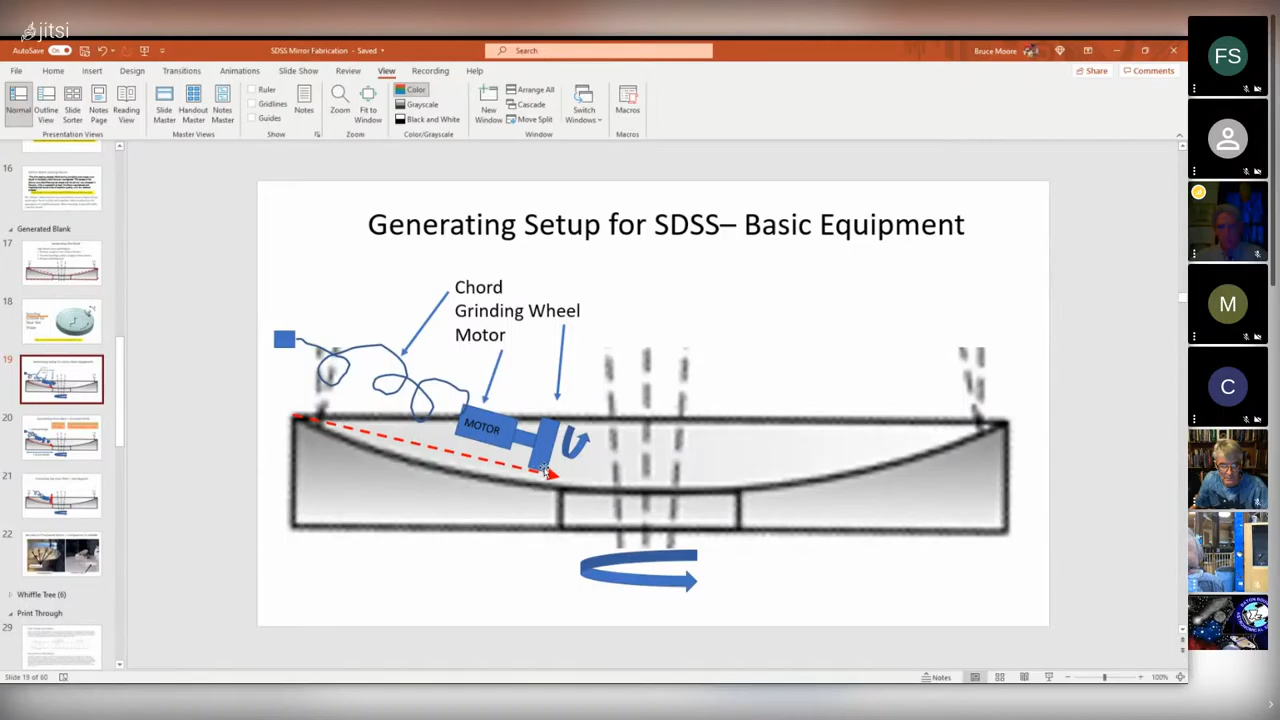 jitsi
AutoSave On
SDSS Mirror Fabrication - Saved
Search
Bruce Moore
File Home Insert Draw Design Transitions Animations Slide Show Review View Recording Help
Share Comments
Normal Outline View Slide Sorter Notes Page Reading View
Presentation Views
Slide Master Handout Master Notes Master
Master Views
Ruler
Gridlines
Guides
Notes
Show
Zoom Fit to Window
Zoom
Color
Grayscale
Black and White
Color/Grayscale
New Window Arrange All
Cascade
Move Split
Switch Windows
Window
Macros
Macros
16
Generated Blank
17
18
19
20
21
22
Whiffle Tree (6)
Print Through
29
Generating Setup for SDSS– Basic Equipment
Chord
Grinding Wheel
Motor
MOTOR
FS
M
C
Slide 19 of 60
Notes
100%